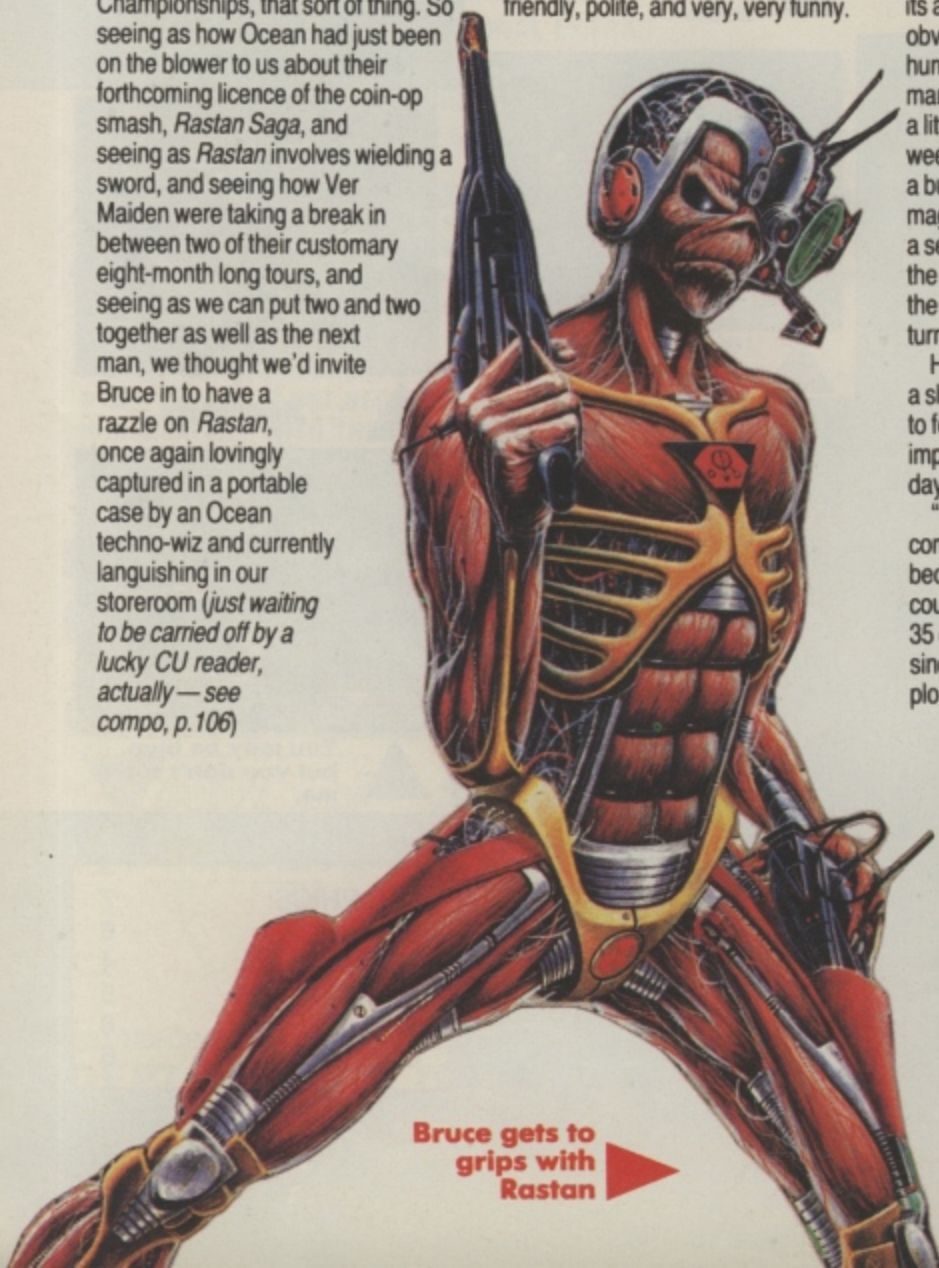 Championships, that sort of thing. So
seeing as how Ocean had just been
on the blower to us about their
forthcoming licence of the coin-op
smash, Rastan Saga, and
seeing as Rastan involves wielding a
sword, and seeing how Ver
Maiden were taking a break in
between two of their customary
eight-month long tours, and
seeing as we can put two and two
together as well as the next
man, we thought we'd invite
Bruce in to have a
razzle on Rastan,
once again lovingly
captured in a portable
case by an Ocean
techno-wiz and currently
languishing in our
storeroom (just waiting
to be carried off by a
lucky CU reader,
actually — see
compo, p.106)
friendly, polite, and very, very funny.
the
the
35
Bruce gets to
grips with
Rastan